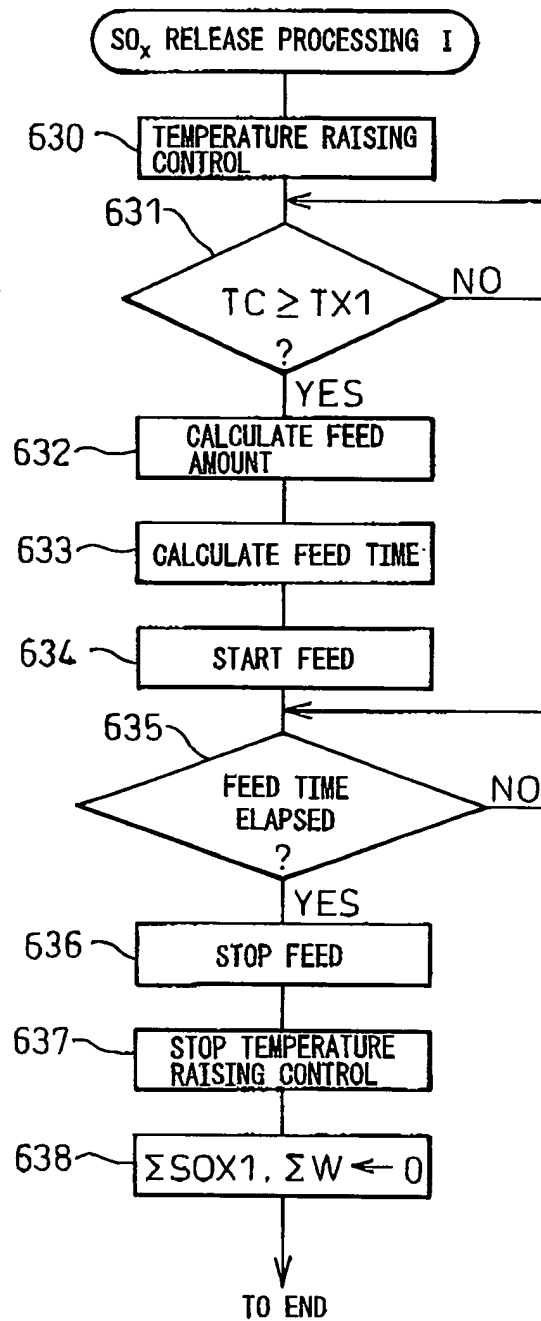 SOx RELEASE PROCESSING I
630
TEMPERATURE RAISING
CONTROL
631
TC ≥ TX1
?
NO
YES
632
CALCULATE FEED
AMOUNT
633
CALCULATE FEED TIME
634
START FEED
635
FEED TIME
ELAPSED
?
NO
YES
636
STOP FEED
637
STOP TEMPERATURE
RAISING CONTROL
638
ΣSOX1, ΣW ← 0
TO END